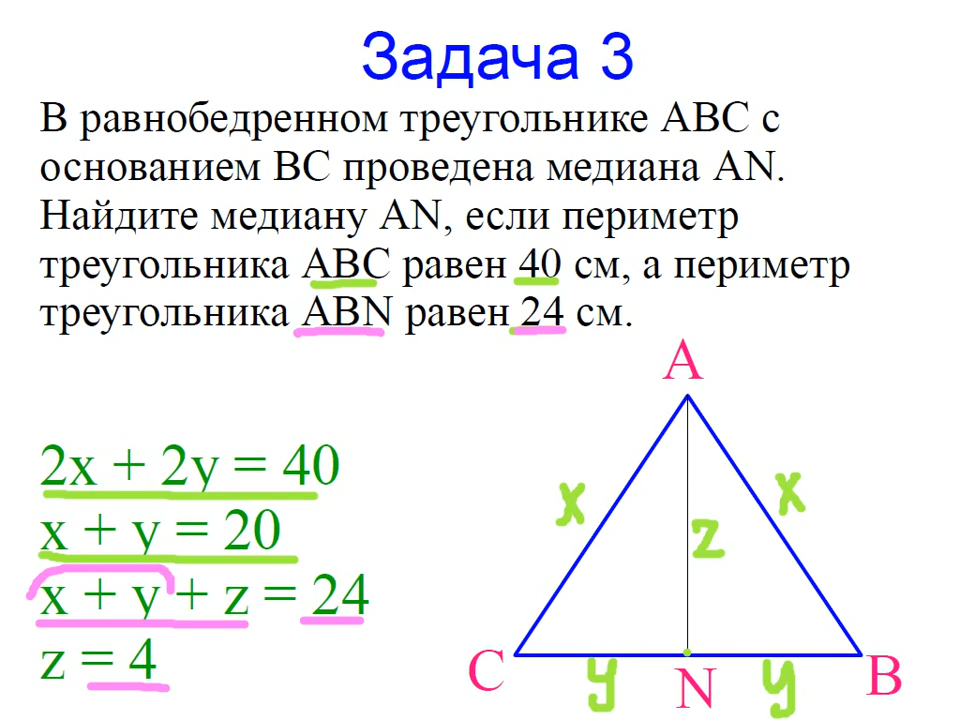 Задача 3
В равнобедренном треугольнике ABC с
основанием BC проведена медиана AN.
Найдите медиану AN, если периметр
треугольника ABC равен 40 см, а периметр
треугольника ABN равен 24 см.
A
2x + 2y = 40
x + y = 20
x + y + z = 24
z = 4
x
x
z
C
y
N
y
B